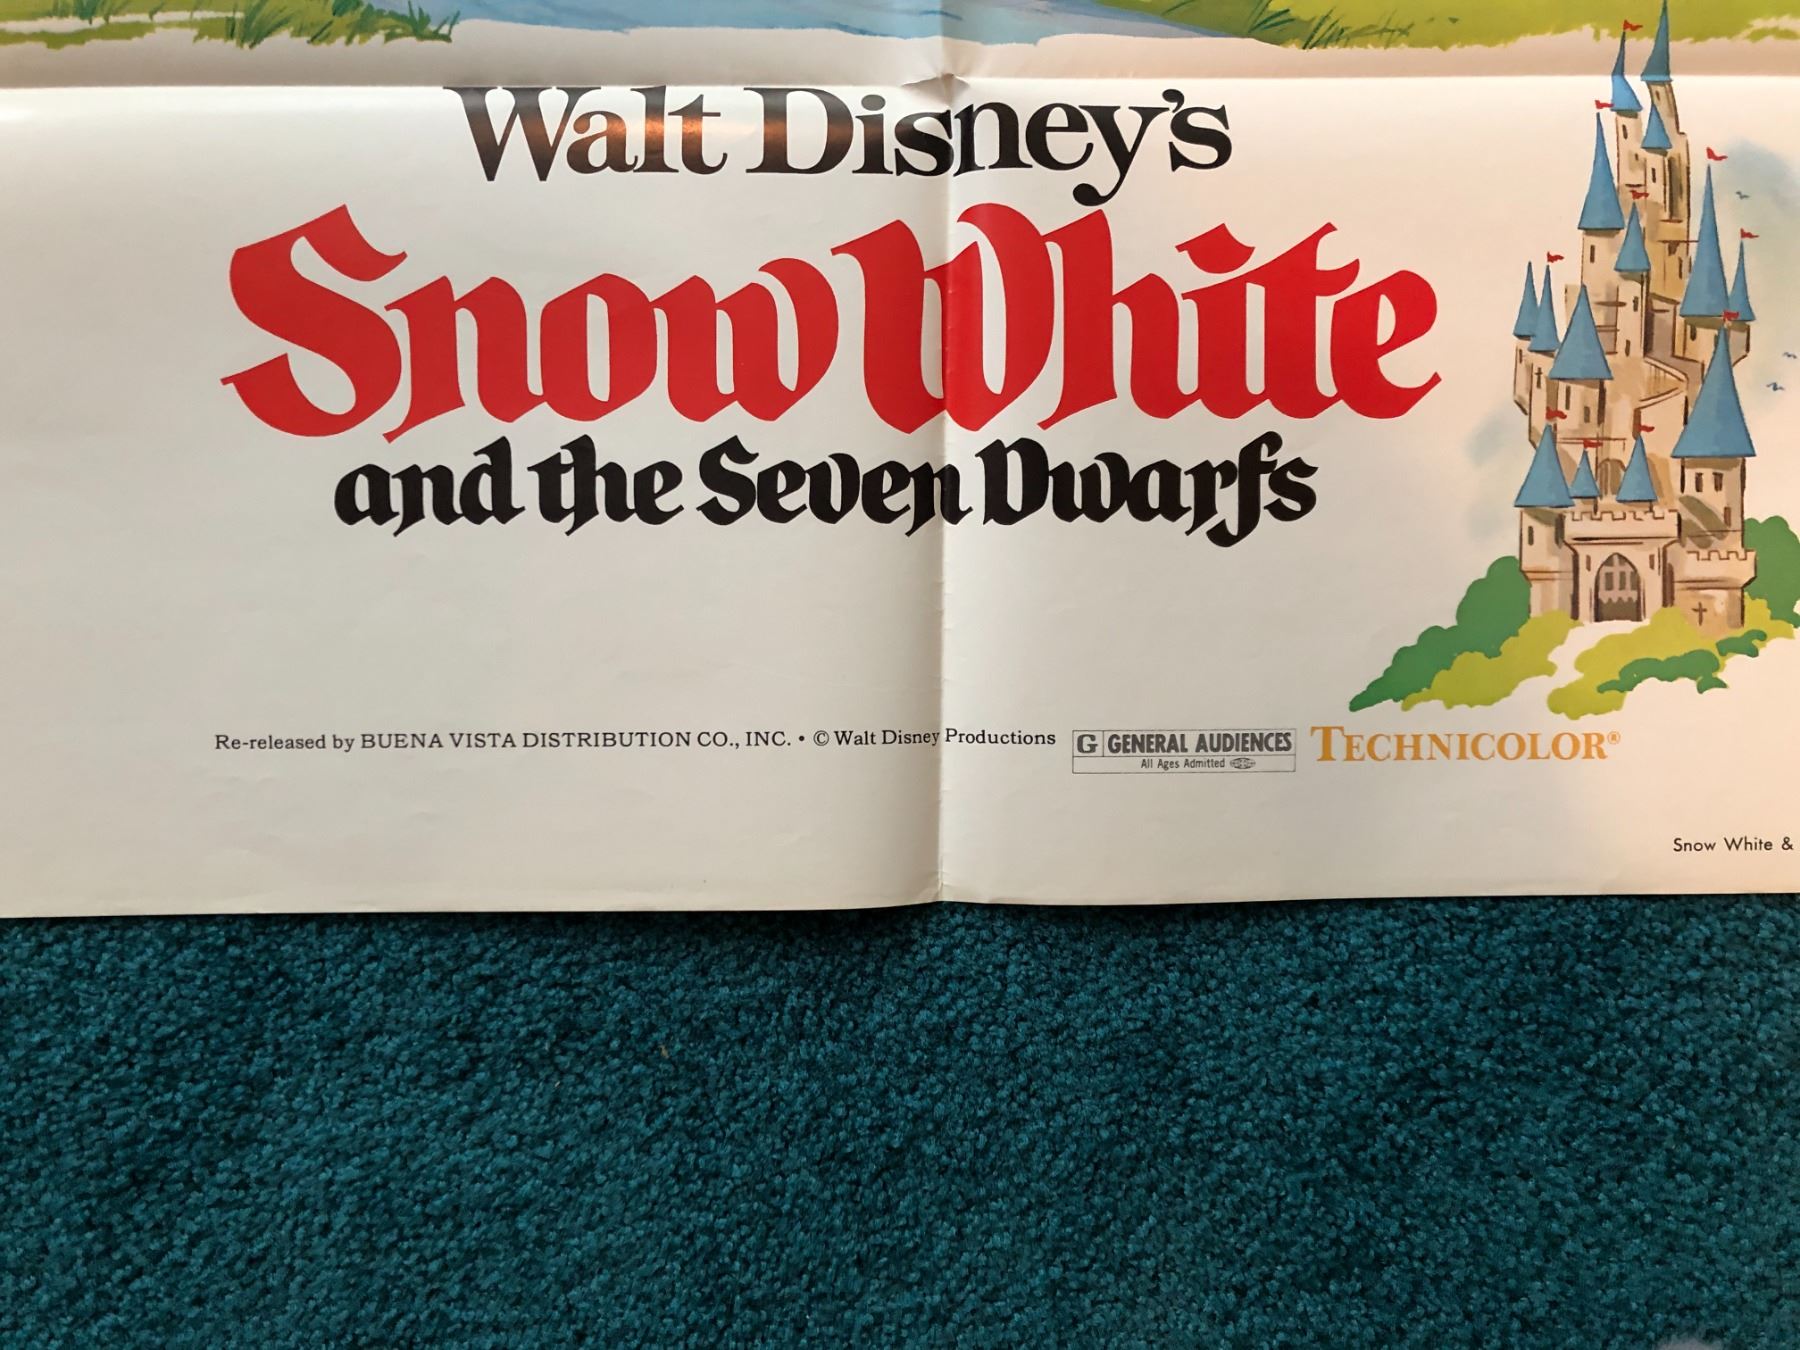 Walt Disney's
Snow White
and the Seven Dwarfs
Re-released by BUENA VISTA DISTRIBUTION CO., INC. • © Walt Disney Productions
G GENERAL AUDIENCES
All Ages Admitted
TECHNICOLOR®
Snow White &